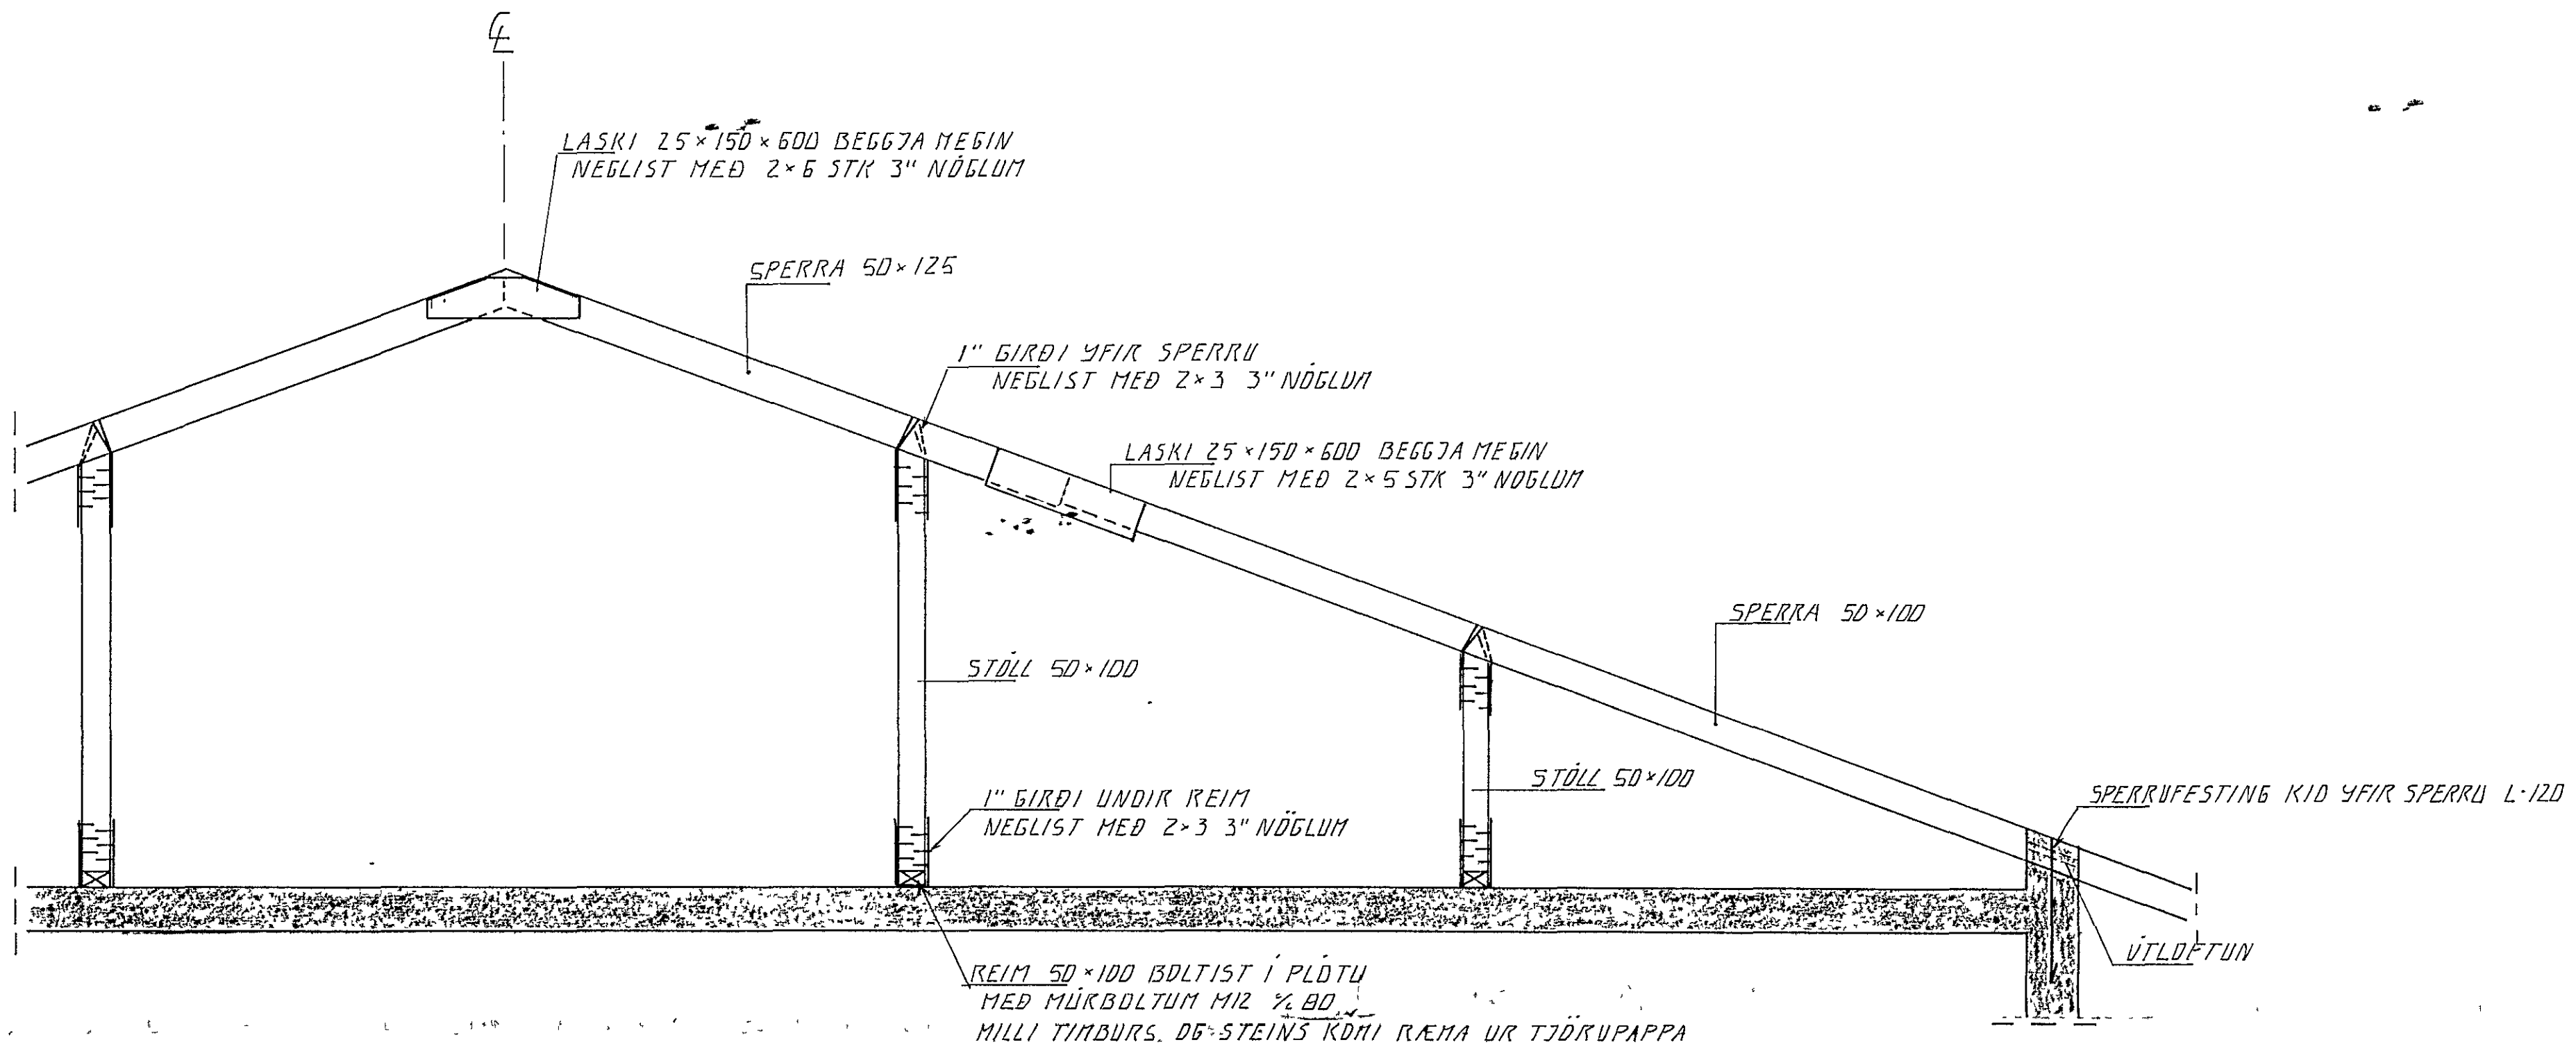 ℄
LASKI 25×150×600 BEGGJA MEGIN
NEGLIST MEÐ 2×6 STK 3" NÖGLUM
SPERRA 50×125
1" GIRÐI YFIR SPERRU
NEGLIST MEÐ 2×3 3" NÖGLUM
LASKI 25×150×600 BEGGJA MEGIN
NEGLIST MEÐ 2×5 STK 3" NÖGLUM
SPERRA 50×100
STÓLL 50×100
STÓLL 50×100
SPERRUFESTING K10 YFIR SPERRU L-120
1" GIRÐI UNDIR REIM
NEGLIST MEÐ 2×3 3" NÖGLUM
ÚTLOFTUN
REIM 50×100 BOLTIST Í PLÖTU
MEÐ MÚRBOLTUM M12 % 80
MILLI TIMBURS OG STEINS KOMI RÆMA UR TJÖRUPAPPA